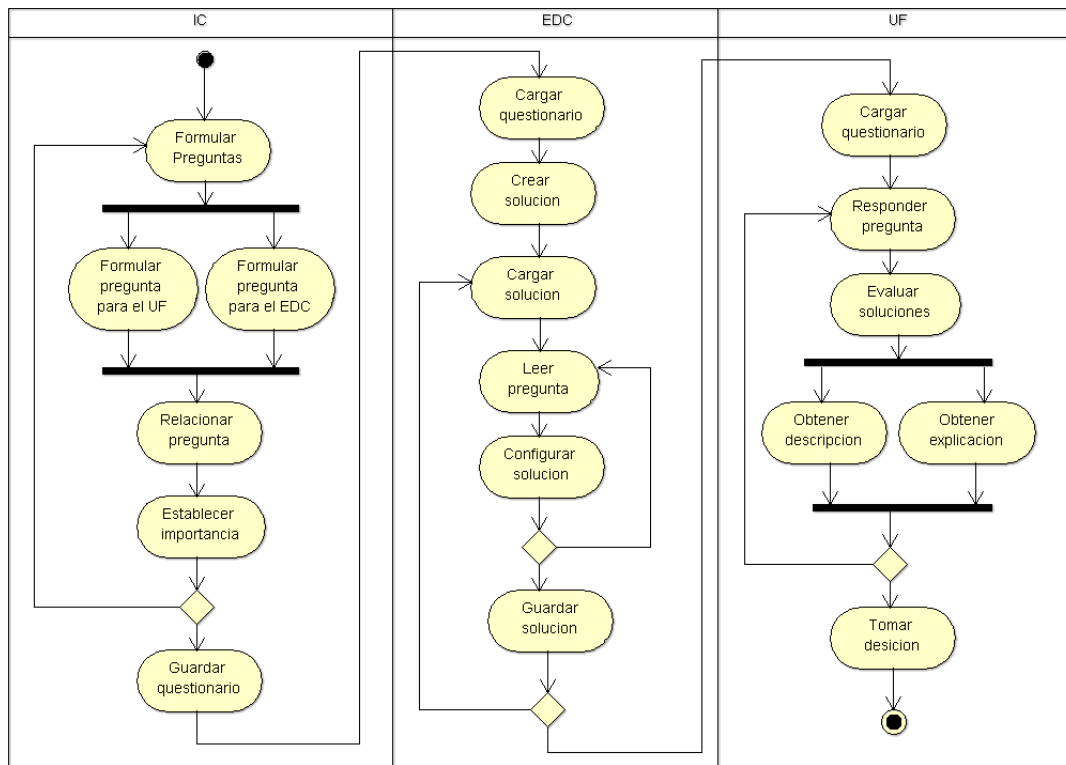 IC
EDC
UF
Formular
Preguntas
Formular
pregunta
para el UF
Formular
pregunta
para el EDC
Relacionar
pregunta
Establecer
importancia
Guardar
questionario
Cargar
questionario
Crear
solucion
Cargar
solucion
Leer
pregunta
Configurar
solucion
Guardar
solucion
Cargar
questionario
Responder
pregunta
Evaluar
soluciones
Obtener
descripcion
Obtener
explicacion
Tomar
desicion